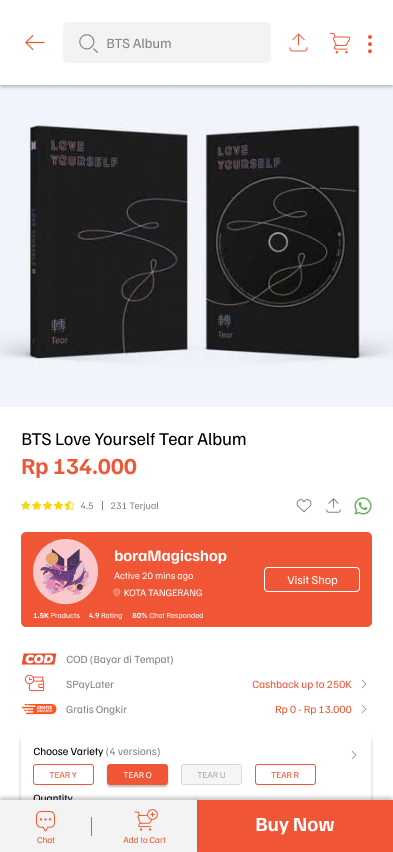 BTS Album
LOVE
YOURSELF
轉
Tear
LOVE
YOURSELF
轉
Tear
BTS Love Yourself Tear Album
Rp 134.000
4.5 | 231 Terjual
boraMagicshop
Active 20 mins ago
KOTA TANGERANG
Visit Shop
1.5K Products 4.9 Rating 80% Chat Responded
COD COD (Bayar di Tempat)
SPayLater Cashback up to 250K
GRATIS ONGKIR Gratis Ongkir Rp 0 - Rp 13.000
Choose Variety (4 versions)
TEAR Y TEAR O TEAR U TEAR R
Quantity
Chat Add to Cart Buy Now